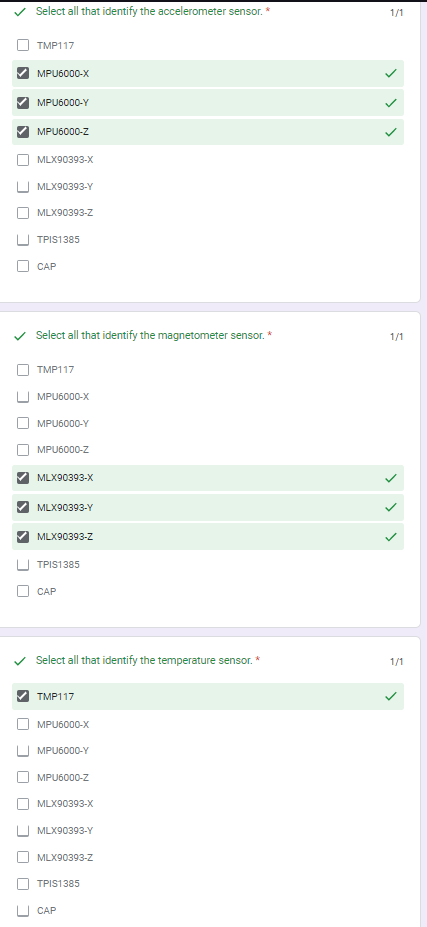 Select all that identify the accelerometer sensor. * 1/1
TMP117
MPU6000-X
MPU6000-Y
MPU6000-Z
MLX90393-X
MLX90393-Y
MLX90393-Z
TPIS1385
CAP
Select all that identify the magnetometer sensor. * 1/1
TMP117
MPU6000-X
MPU6000-Y
MPU6000-Z
MLX90393-X
MLX90393-Y
MLX90393-Z
TPIS1385
CAP
Select all that identify the temperature sensor. * 1/1
TMP117
MPU6000-X
MPU6000-Y
MPU6000-Z
MLX90393-X
MLX90393-Y
MLX90393-Z
TPIS1385
CAP